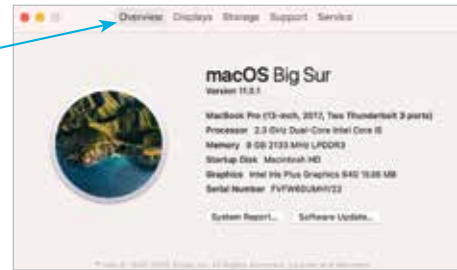 Overview Displays Storage Support Service
macOS Big Sur
Version 11.0.1
MacBook Pro (13-inch, 2017, Two Thunderbolt 3 ports)
Processor 2.3 GHz Dual-Core Intel Core i5
Memory 8 GB 2133 MHz LPDDR3
Startup Disk Macintosh HD
Graphics Intel Iris Plus Graphics 640 1536 MB
Serial Number
System Report... Software Update...